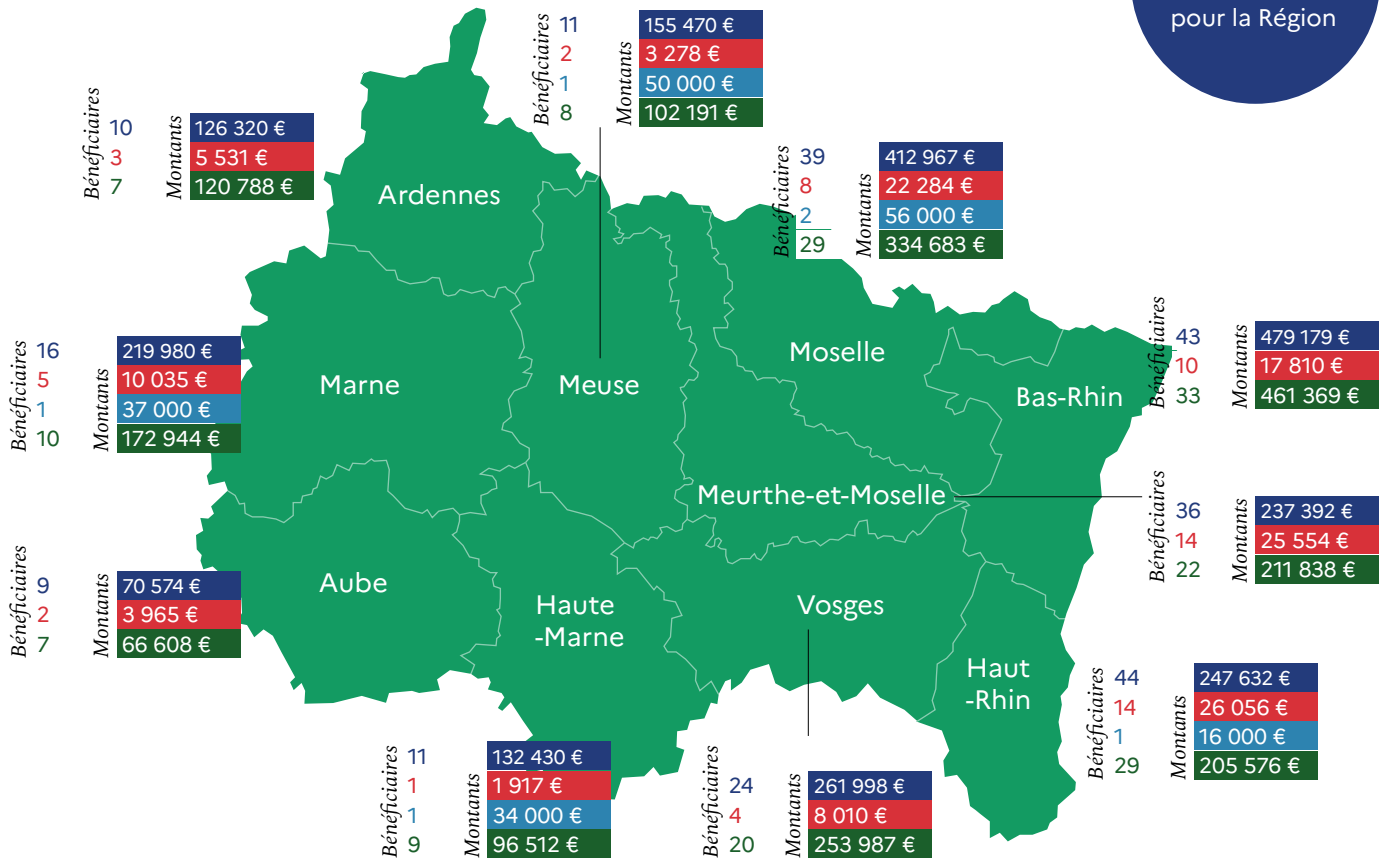 pour la Région
Bénéficiaires
11
2
1
8
Montants
155 470 €
3 278 €
50 000 €
102 191 €
Bénéficiaires
10
3
7
Montants
126 320 €
5 531 €
120 788 €
Bénéficiaires
39
8
2
29
Montants
412 967 €
22 284 €
56 000 €
334 683 €
Ardennes
Bénéficiaires
16
5
1
10
Montants
219 980 €
10 035 €
37 000 €
172 944 €
Marne
Meuse
Moselle
Bas-Rhin
Bénéficiaires
43
10
33
Montants
479 179 €
17 810 €
461 369 €
Meurthe-et-Moselle
Bénéficiaires
36
14
22
Montants
237 392 €
25 554 €
211 838 €
Bénéficiaires
9
2
7
Montants
70 574 €
3 965 €
66 608 €
Aube
Haute
-Marne
Vosges
Haut
-Rhin
Bénéficiaires
44
14
1
29
Montants
247 632 €
26 056 €
16 000 €
205 576 €
Bénéficiaires
11
1
1
9
Montants
132 430 €
1 917 €
34 000 €
96 512 €
Bénéficiaires
24
4
20
Montants
261 998 €
8 010 €
253 987 €